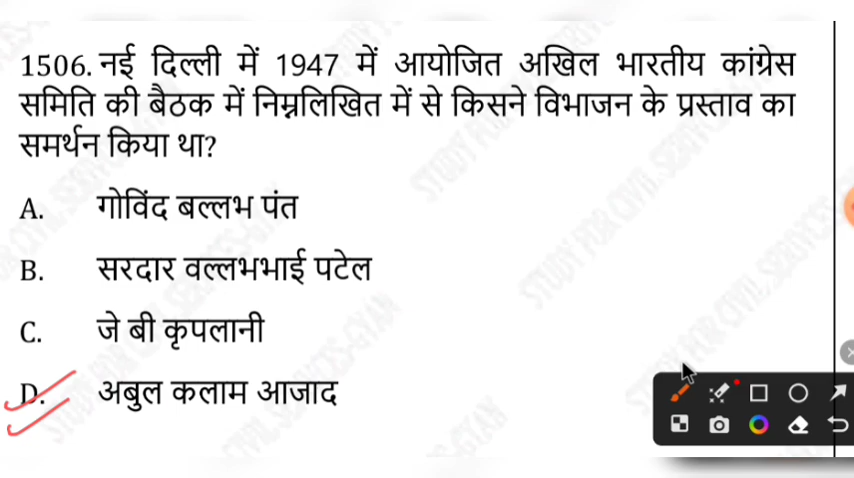 1506. नई दिल्ली में 1947 में आयोजित अखिल भारतीय कांग्रेस
समिति की बैठक में निम्नलिखित में से किसने विभाजन के प्रस्ताव का
समर्थन किया था?
A. गोविंद बल्लभ पंत
B. सरदार वल्लभभाई पटेल
C. जे बी कृपलानी
D. अबुल कलाम आजाद